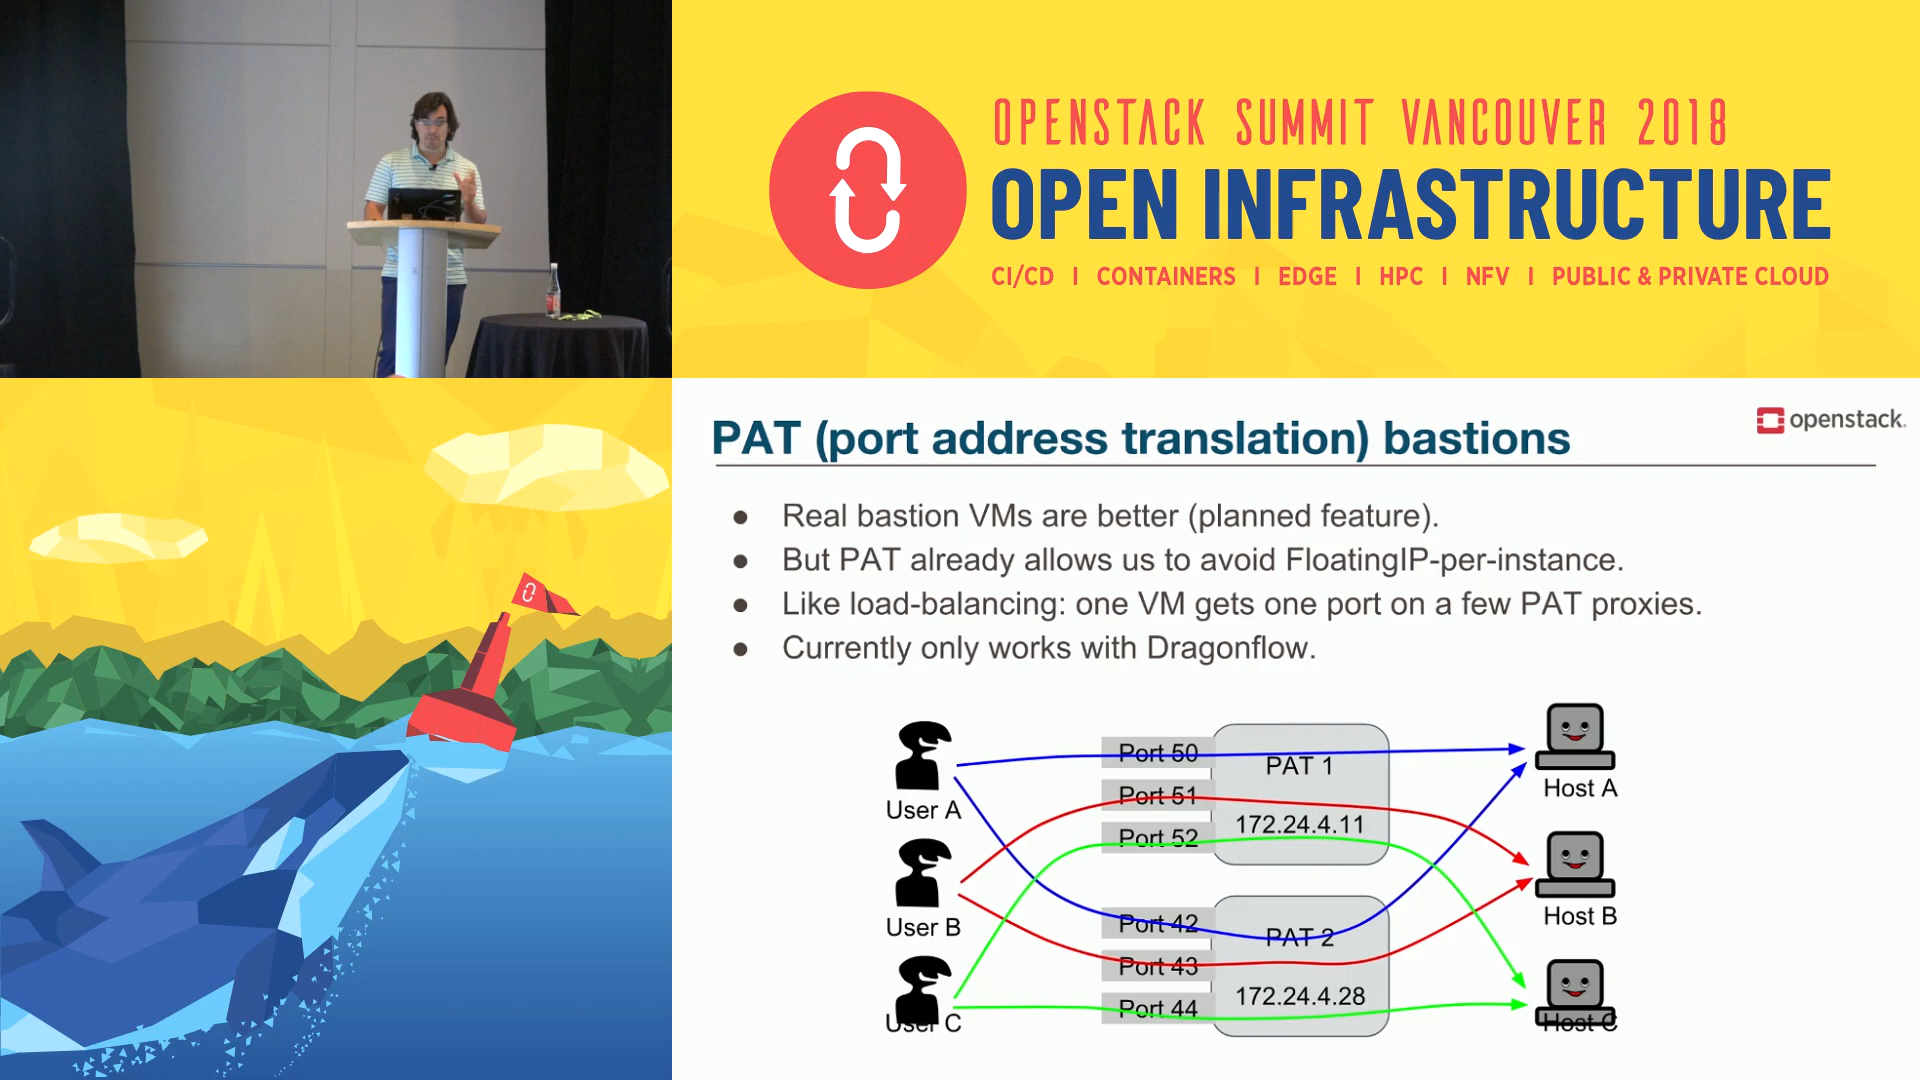 OPENSTACK SUMMIT VANCOUVER 2018
OPEN INFRASTRUCTURE
CI/CD I CONTAINERS I EDGE I HPC I NFV I PUBLIC & PRIVATE CLOUD
PAT (port address translation) bastions
openstack.
● Real bastion VMs are better (planned feature).
● But PAT already allows us to avoid FloatingIP-per-instance.
● Like load-balancing: one VM gets one port on a few PAT proxies.
● Currently only works with Dragonflow.
User A
Port 50
PAT 1
Host A
Port 51
172.24.4.11
Port 52
User B
Host B
Port 42
PAT 2
Port 43
172.24.4.28
Port 44
User C
Host C